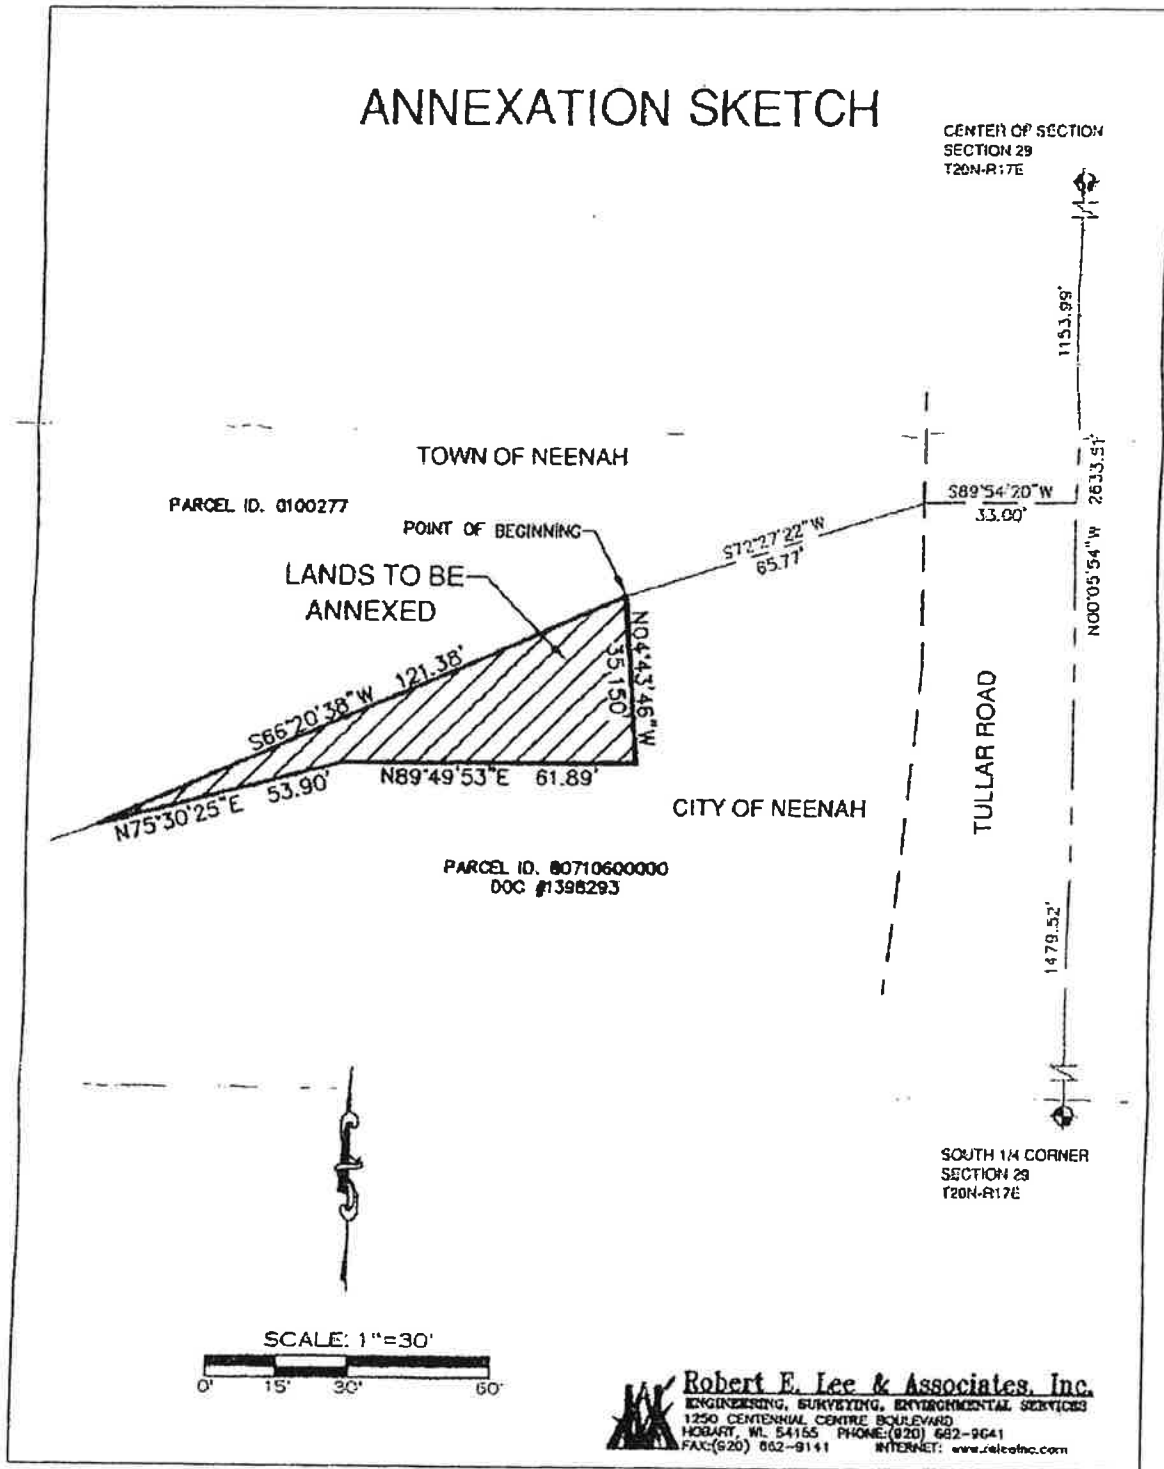 ANNEXATION SKETCH
CENTER OF SECTION
SECTION 29
T20N-R17E
1153.99'
TOWN OF NEENAH
PARCEL ID. 0100277
POINT OF BEGINNING
S89°54'20"W
33.00'
N00°05'54"W 2633.51'
S72°27'22"W
65.77'
LANDS TO BE
ANNEXED
N04°43'46"W
35.150'
S66°20'38"W 121.38'
N75°30'25"E 53.90'
N89°49'53"E 61.89'
CITY OF NEENAH
TULLAR ROAD
PARCEL ID. 80710600000
DOC #1398293
1479.52'
SOUTH 1/4 CORNER
SECTION 29
T20N-R17E
SCALE: 1"=30'
0' 15' 30' 60'
Robert E. Lee & Associates, Inc.
ENGINEERING, SURVEYING, ENVIRONMENTAL SERVICES
1250 CENTENNIAL CENTRE BOULEVARD
HOBART, WI. 54155 PHONE:(920) 662-9641
FAX:(920) 662-9141 INTERNET: www.releeinc.com